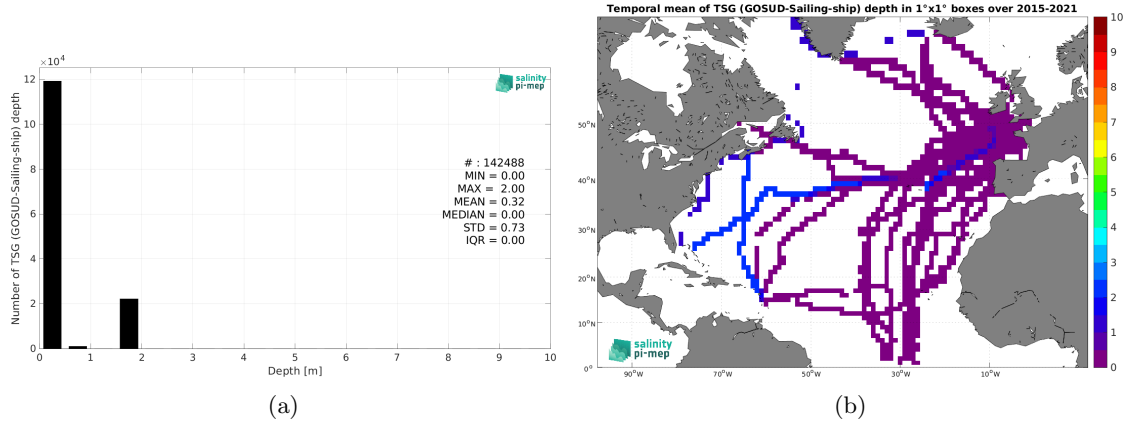 ×10⁴
12
10
8
6
4
2
0
Number of TSG (GOSUD-Sailing-ship) depth
salinity
pi-mep
# : 142488
MIN = 0.00
MAX = 2.00
MEAN = 0.32
MEDIAN = 0.00
STD = 0.73
IQR = 0.00
0 1 2 3 4 5 6 7 8 9 10
Depth [m]
(a)
Temporal mean of TSG (GOSUD-Sailing-ship) depth in 1°x1° boxes over 2015-2021
50°N
40°N
30°N
20°N
10°N
0°
90°W 70°W 50°W 30°W 10°W
salinity
pi-mep
10
9
8
7
6
5
4
3
2
1
0
(b)